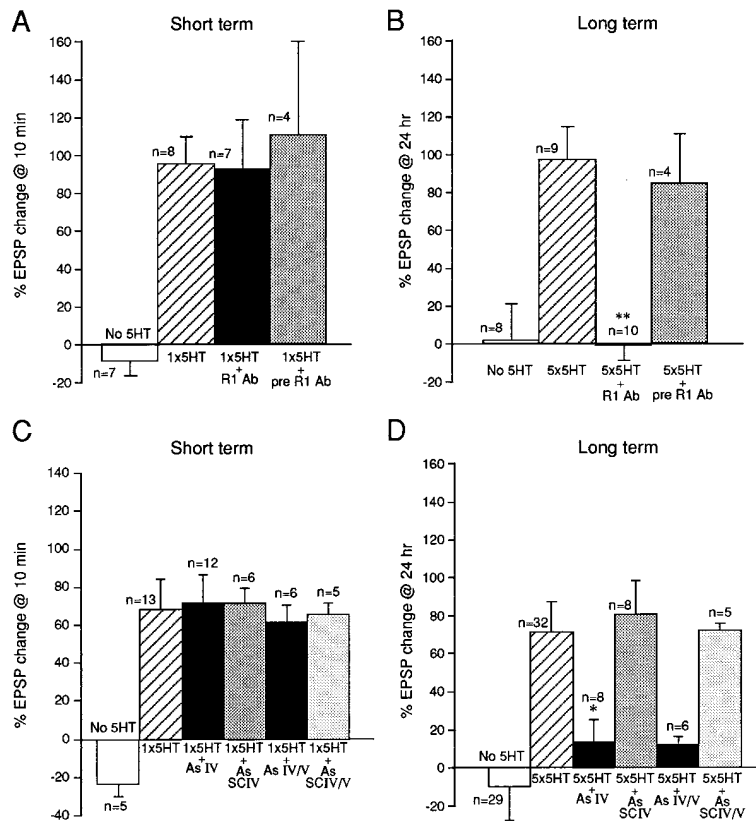 A
Short term
% EPSP change @ 10 min
160
140
120
100
80
60
40
20
0
-20
n=8
n=7
n=4
No 5HT
n=7
1x5HT
1x5HT
+
R1 Ab
1x5HT
+
pre R1 Ab
B
Long term
% EPSP change @ 24 hr
160
140
120
100
80
60
40
20
0
-20
n=8
n=9
**
n=10
n=4
No 5HT
5x5HT
5x5HT
+
R1 Ab
5x5HT
+
pre R1 Ab
C
Short term
% EPSP change @ 10 min
140
120
100
80
60
40
20
0
-20
-40
n=13
n=12
n=6
n=6
n=5
No 5HT
n=5
1x5HT
1x5HT
+
As IV
1x5HT
+
As
SCIV
1x5HT
+
As IV/V
1x5HT
+
As
SCIV/V
D
Long term
% EPSP change @ 24 hr
160
140
120
100
80
60
40
20
0
-20
n=32
n=8
*
n=8
n=6
n=5
No 5HT
n=29
5x5HT
5x5HT
+
As IV
5x5HT
+
As
SCIV
5x5HT
+
As IV/V
5x5HT
+
As
SCIV/V